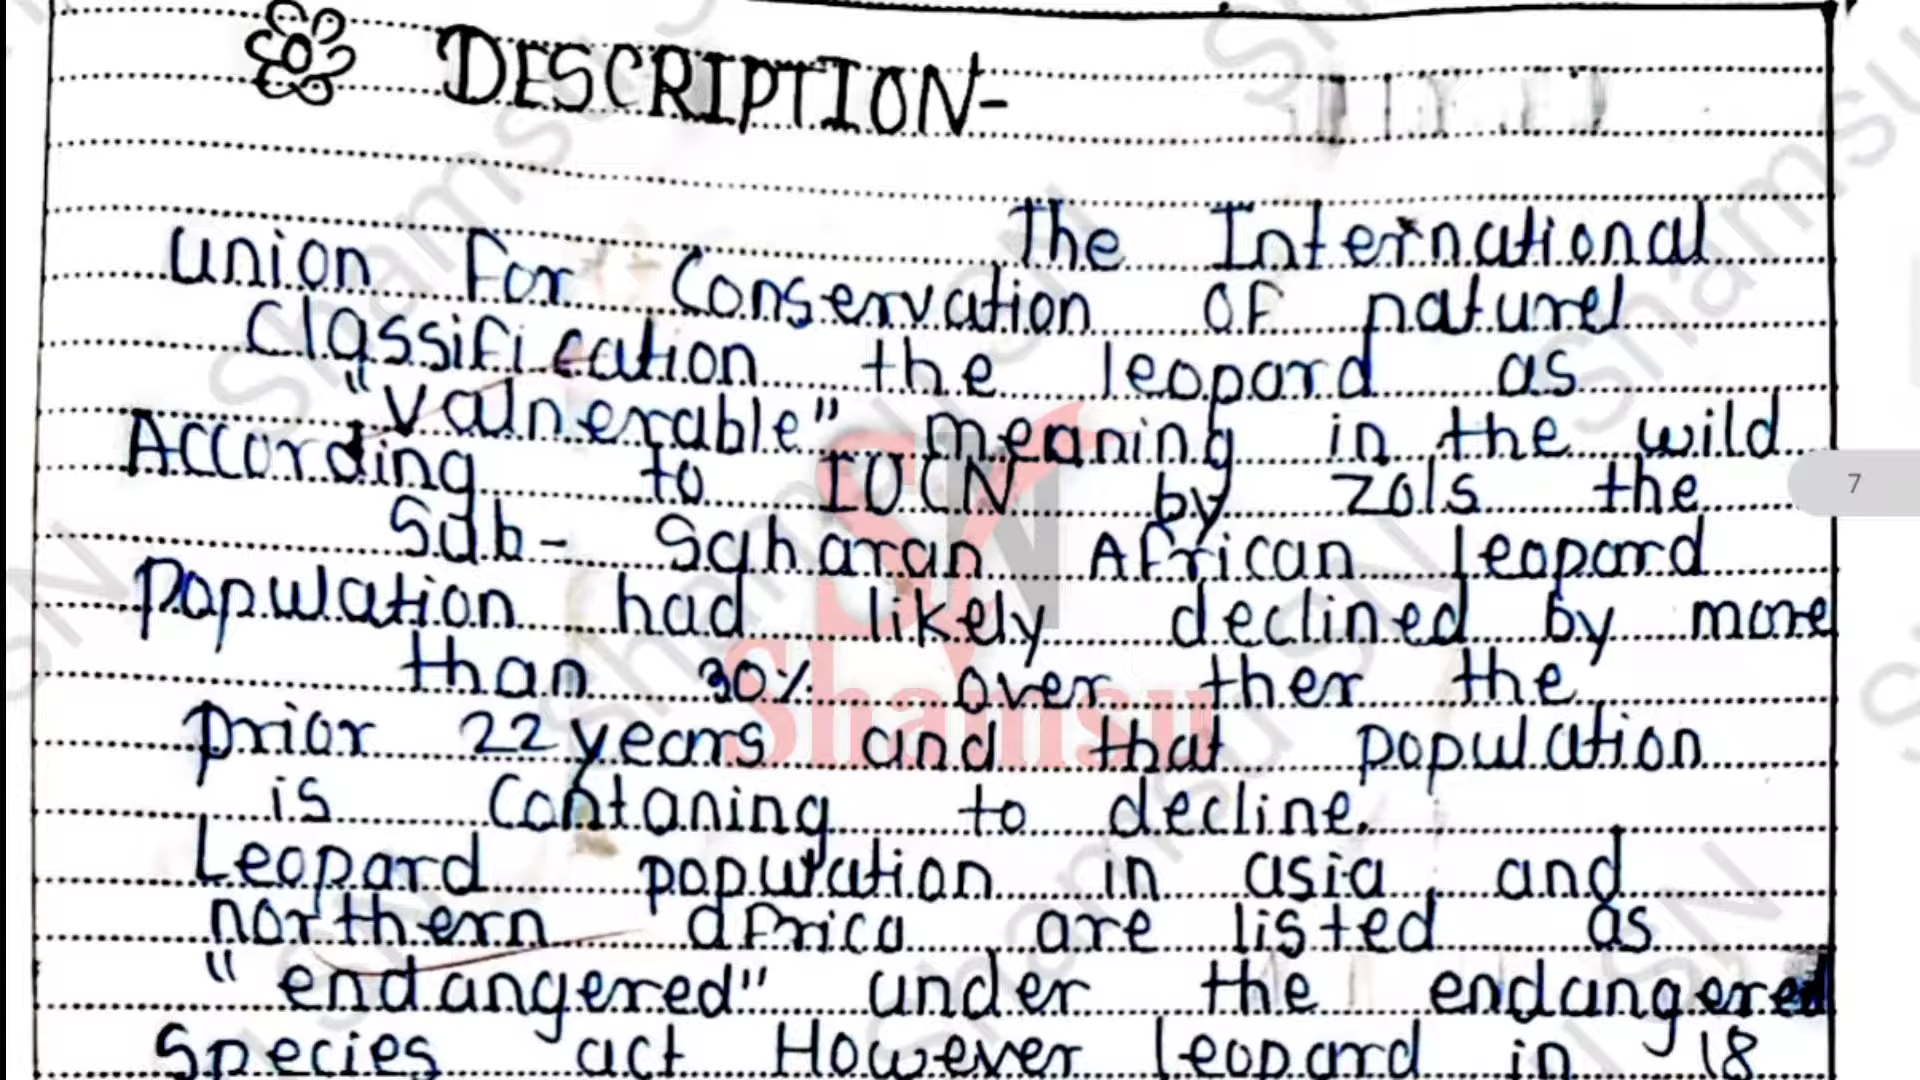 DESCRIPTION-
The International
union For Conservation OF naturel
Classification the leopard as
"valnerable" meaning in the wild
According to IUCN by 2015 the
Sub- Saharan African leopard
Population had likely declined by more
than 30% over ther the
prior 22 years and that population
is Contaning to decline.
Leopard population in asia and
northern africa are listed as
"endangered" under the endangered
Species act However leopard in 18
SN
Shamsu
7